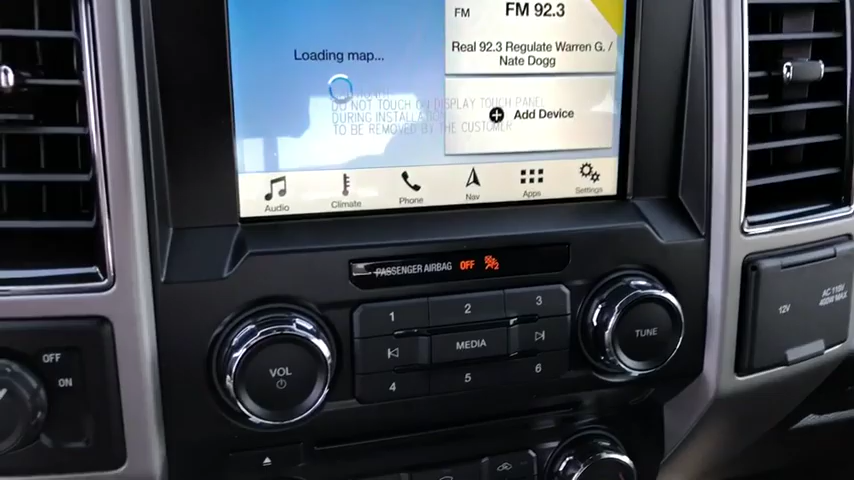 FM
FM 92.3
Loading map...
Real 92.3 Regulate Warren G. /
Nate Dogg
DO NOT TOUCH ON DISPLAY TOUCH PANEL
DURING INSTALLATION
TO BE REMOVED BY THE CUSTOMER
Add Device
Audio
Climate
Phone
Nav
Apps
Settings
PASSENGER AIRBAG OFF
1
2
3
MEDIA
4
5
6
VOL
TUNE
OFF
ON
12V
AC 110V
400W MAX